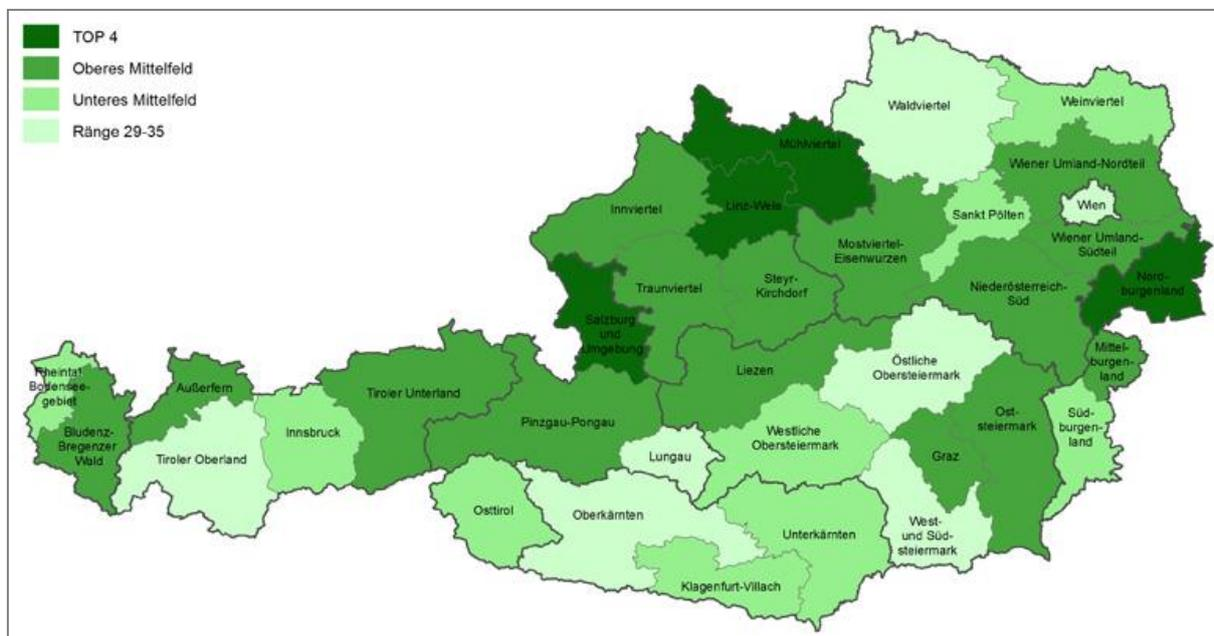 TOP 4
Oberes Mittelfeld
Unteres Mittelfeld
Ränge 29-35
Waldviertel
Weinviertel
Mühlviertel
Wiener Umland-Nordteil
Linz-Wels
Innviertel
Sankt Pölten
Wien
Mostviertel-
Eisenwurzen
Wiener Umland-
Südteil
Traunviertel
Steyr-
Kirchdorf
Niederösterreich-
Süd
Nord-
burgenland
Salzburg
und
Umgebung
Östliche
Obersteiermark
Mittel-
burgen-
land
Rheintal
Bodensee-
gebiet
Außerfern
Tiroler Unterland
Liezen
Ost-
steiermark
Süd-
burgen-
land
Bludenz-
Bregenzer
Wald
Innsbruck
Pinzgau-Pongau
Westliche
Obersteiermark
Tiroler Oberland
Lungau
Graz
Osttirol
Oberkärnten
Unterkärnten
West-
und Süd-
steiermark
Klagenfurt-Villach